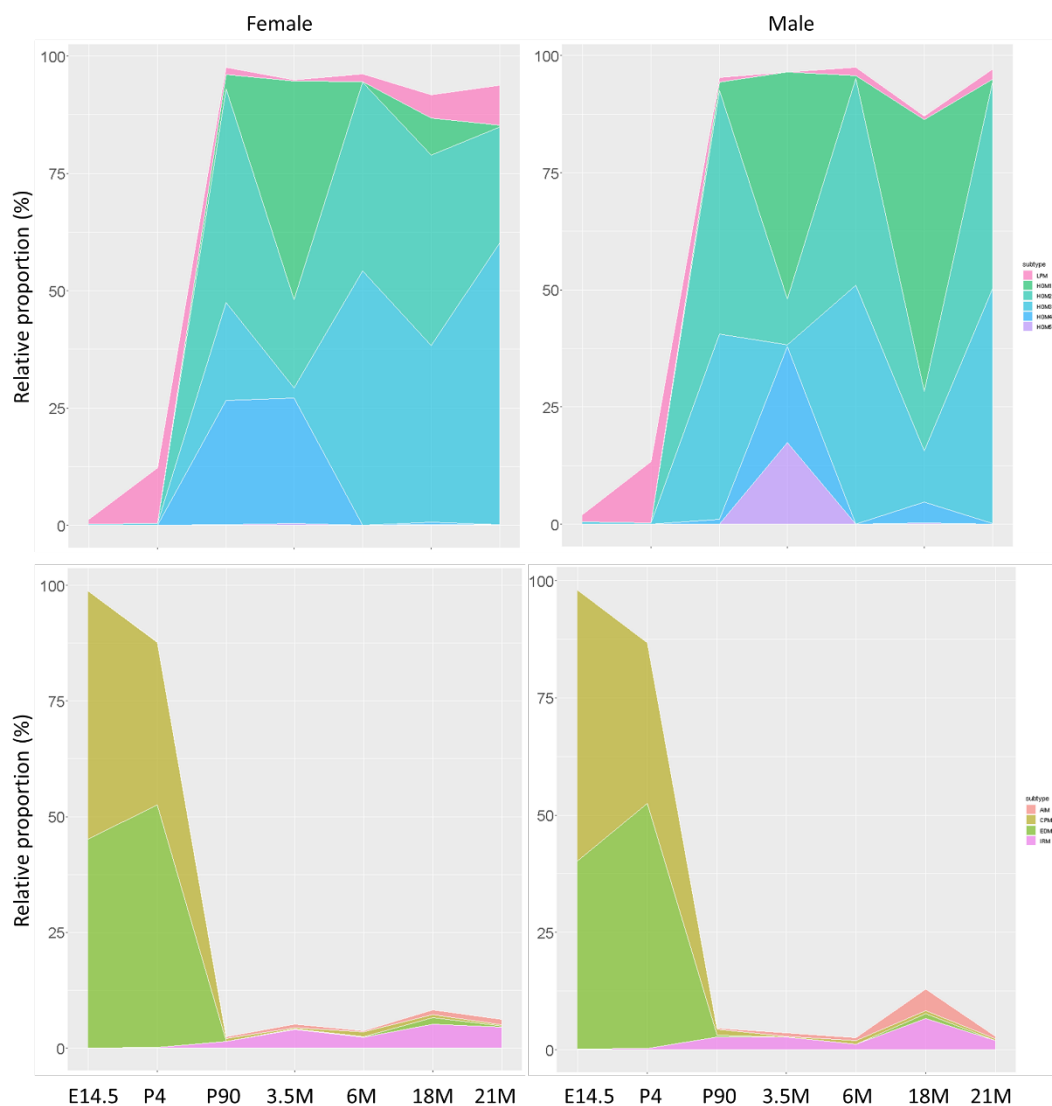 Female Male
Relative proportion (%)
100
75
50
25
0
100
75
50
25
0
subtype
LPM
HGM1
HGM2
HGM3
HGM4
HGM5
Relative proportion (%)
100
75
50
25
0
100
75
50
25
0
subtype
AIM
CPM
EDM
IRM
E14.5 P4 P90 3.5M 6M 18M 21M
E14.5 P4 P90 3.5M 6M 18M 21M